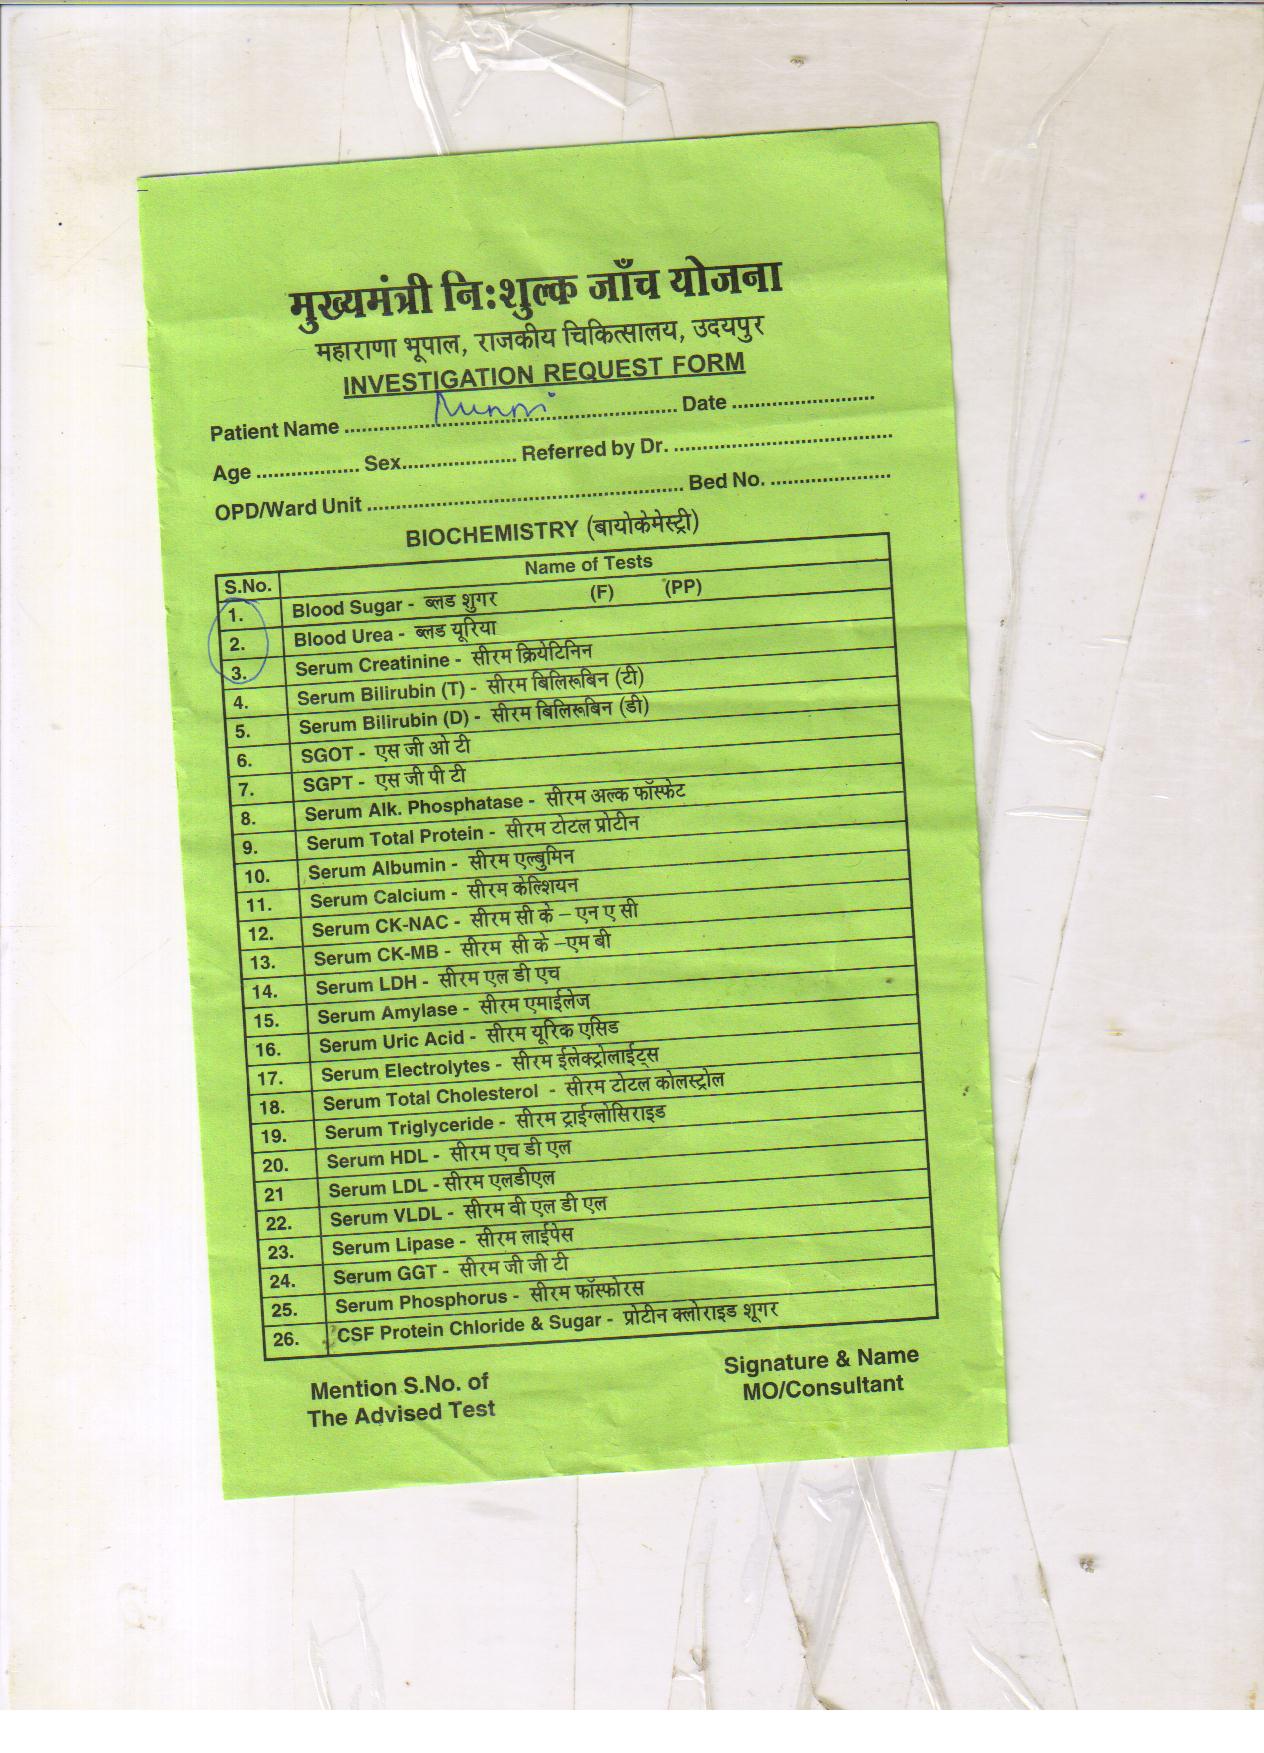 मुख्यमंत्री नि:शुल्क जाँच योजना
महाराणा भूपाल, राजकीय चिकित्सालय, उदयपुर
INVESTIGATION REQUEST FORM
Patient Name ........................ Munni ........................ Date ........................
Age .................. Sex.................... Referred by Dr. ........................................
OPD/Ward Unit ........................................................ Bed No. .....................
BIOCHEMISTRY (बायोकेमेस्ट्री)
S.No. Name of Tests
1. Blood Sugar - ब्लड शुगर (F) (PP)
2. Blood Urea - ब्लड यूरिया
3. Serum Creatinine - सीरम क्रियेटिनिन
4. Serum Bilirubin (T) - सीरम बिलिरूबिन (टी)
5. Serum Bilirubin (D) - सीरम बिलिरूबिन (डी)
6. SGOT - एस जी ओ टी
7. SGPT - एस जी पी टी
8. Serum Alk. Phosphatase - सीरम अल्क फॉस्फेट
9. Serum Total Protein - सीरम टोटल प्रोटीन
10. Serum Albumin - सीरम एल्बुमिन
11. Serum Calcium - सीरम केल्शियन
12. Serum CK-NAC - सीरम सी के – एन ए सी
13. Serum CK-MB - सीरम सी के –एम बी
14. Serum LDH - सीरम एल डी एच
15. Serum Amylase - सीरम एमाईलेज
16. Serum Uric Acid - सीरम यूरिक एसिड
17. Serum Electrolytes - सीरम ईलेक्ट्रोलाईट्स
18. Serum Total Cholesterol - सीरम टोटल कोलस्ट्रोल
19. Serum Triglyceride - सीरम ट्राईग्लोसिराइड
20. Serum HDL - सीरम एच डी एल
21 Serum LDL - सीरम एलडीएल
22. Serum VLDL - सीरम वी एल डी एल
23. Serum Lipase - सीरम लाईपेस
24. Serum GGT - सीरम जी जी टी
25. Serum Phosphorus - सीरम फॉस्फोरस
26. CSF Protein Chloride & Sugar - प्रोटीन क्लोराइड शूगर
Mention S.No. of Signature & Name
The Advised Test MO/Consultant